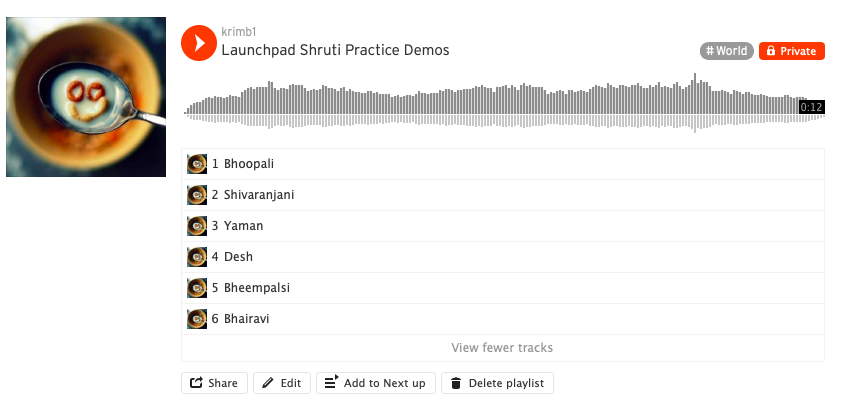 krimb1
Launchpad Shruti Practice Demos
# World
Private
0:12
1 Bhoopali
2 Shivaranjani
3 Yaman
4 Desh
5 Bheempalsi
6 Bhairavi
View fewer tracks
Share Edit Add to Next up Delete playlist